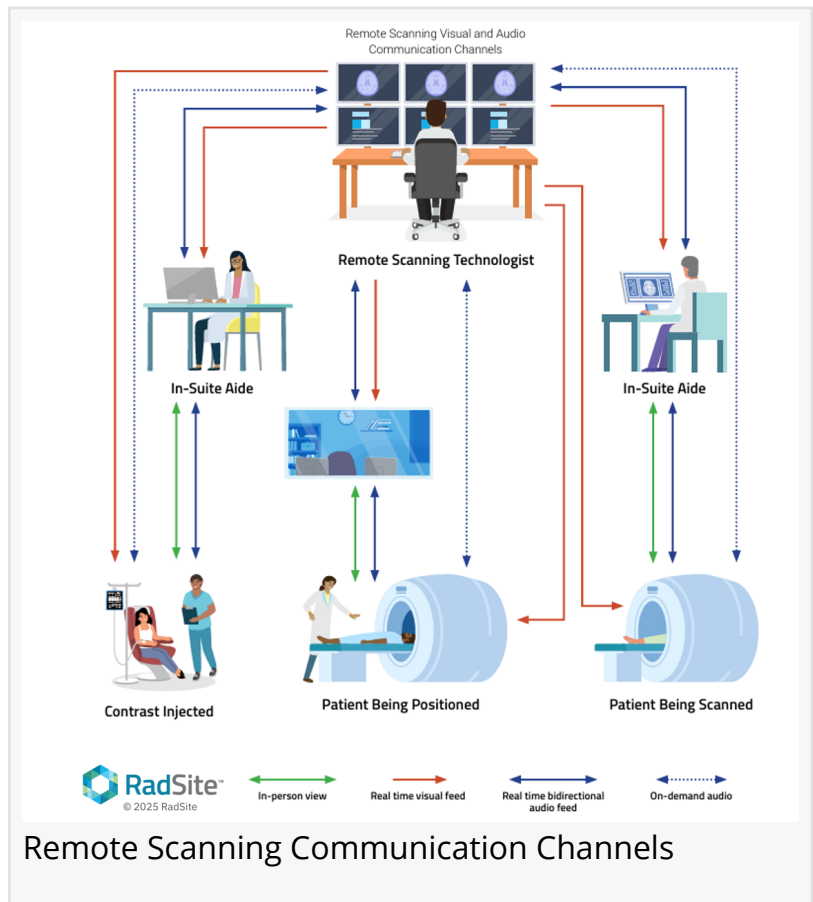 Remote Scanning Visual and Audio
Communication Channels
Remote Scanning Technologist
In-Suite Aide
In-Suite Aide
Contrast Injected
Patient Being Positioned
Patient Being Scanned
RadSite™
© 2025 RadSite
In-person view
Real time visual feed
Real time bidirectional
audio feed
On-demand audio
Remote Scanning Communication Channels